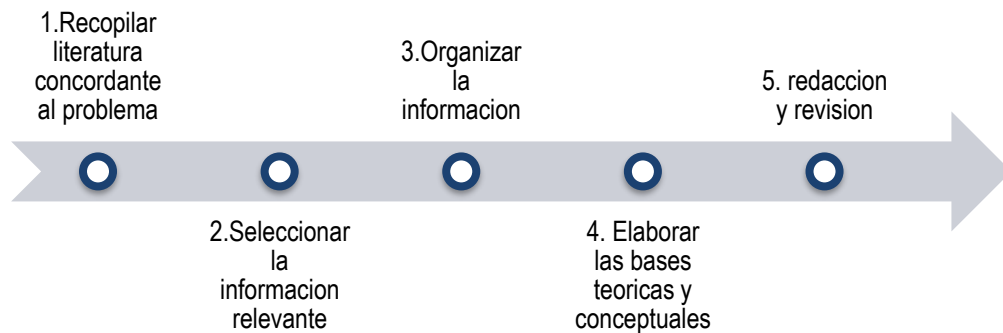 1.Recopilar
literatura
concordante
al problema
2.Seleccionar
la
informacion
relevante
3.Organizar
la
informacion
4. Elaborar
las bases
teoricas y
conceptuales
5. redaccion
y revision